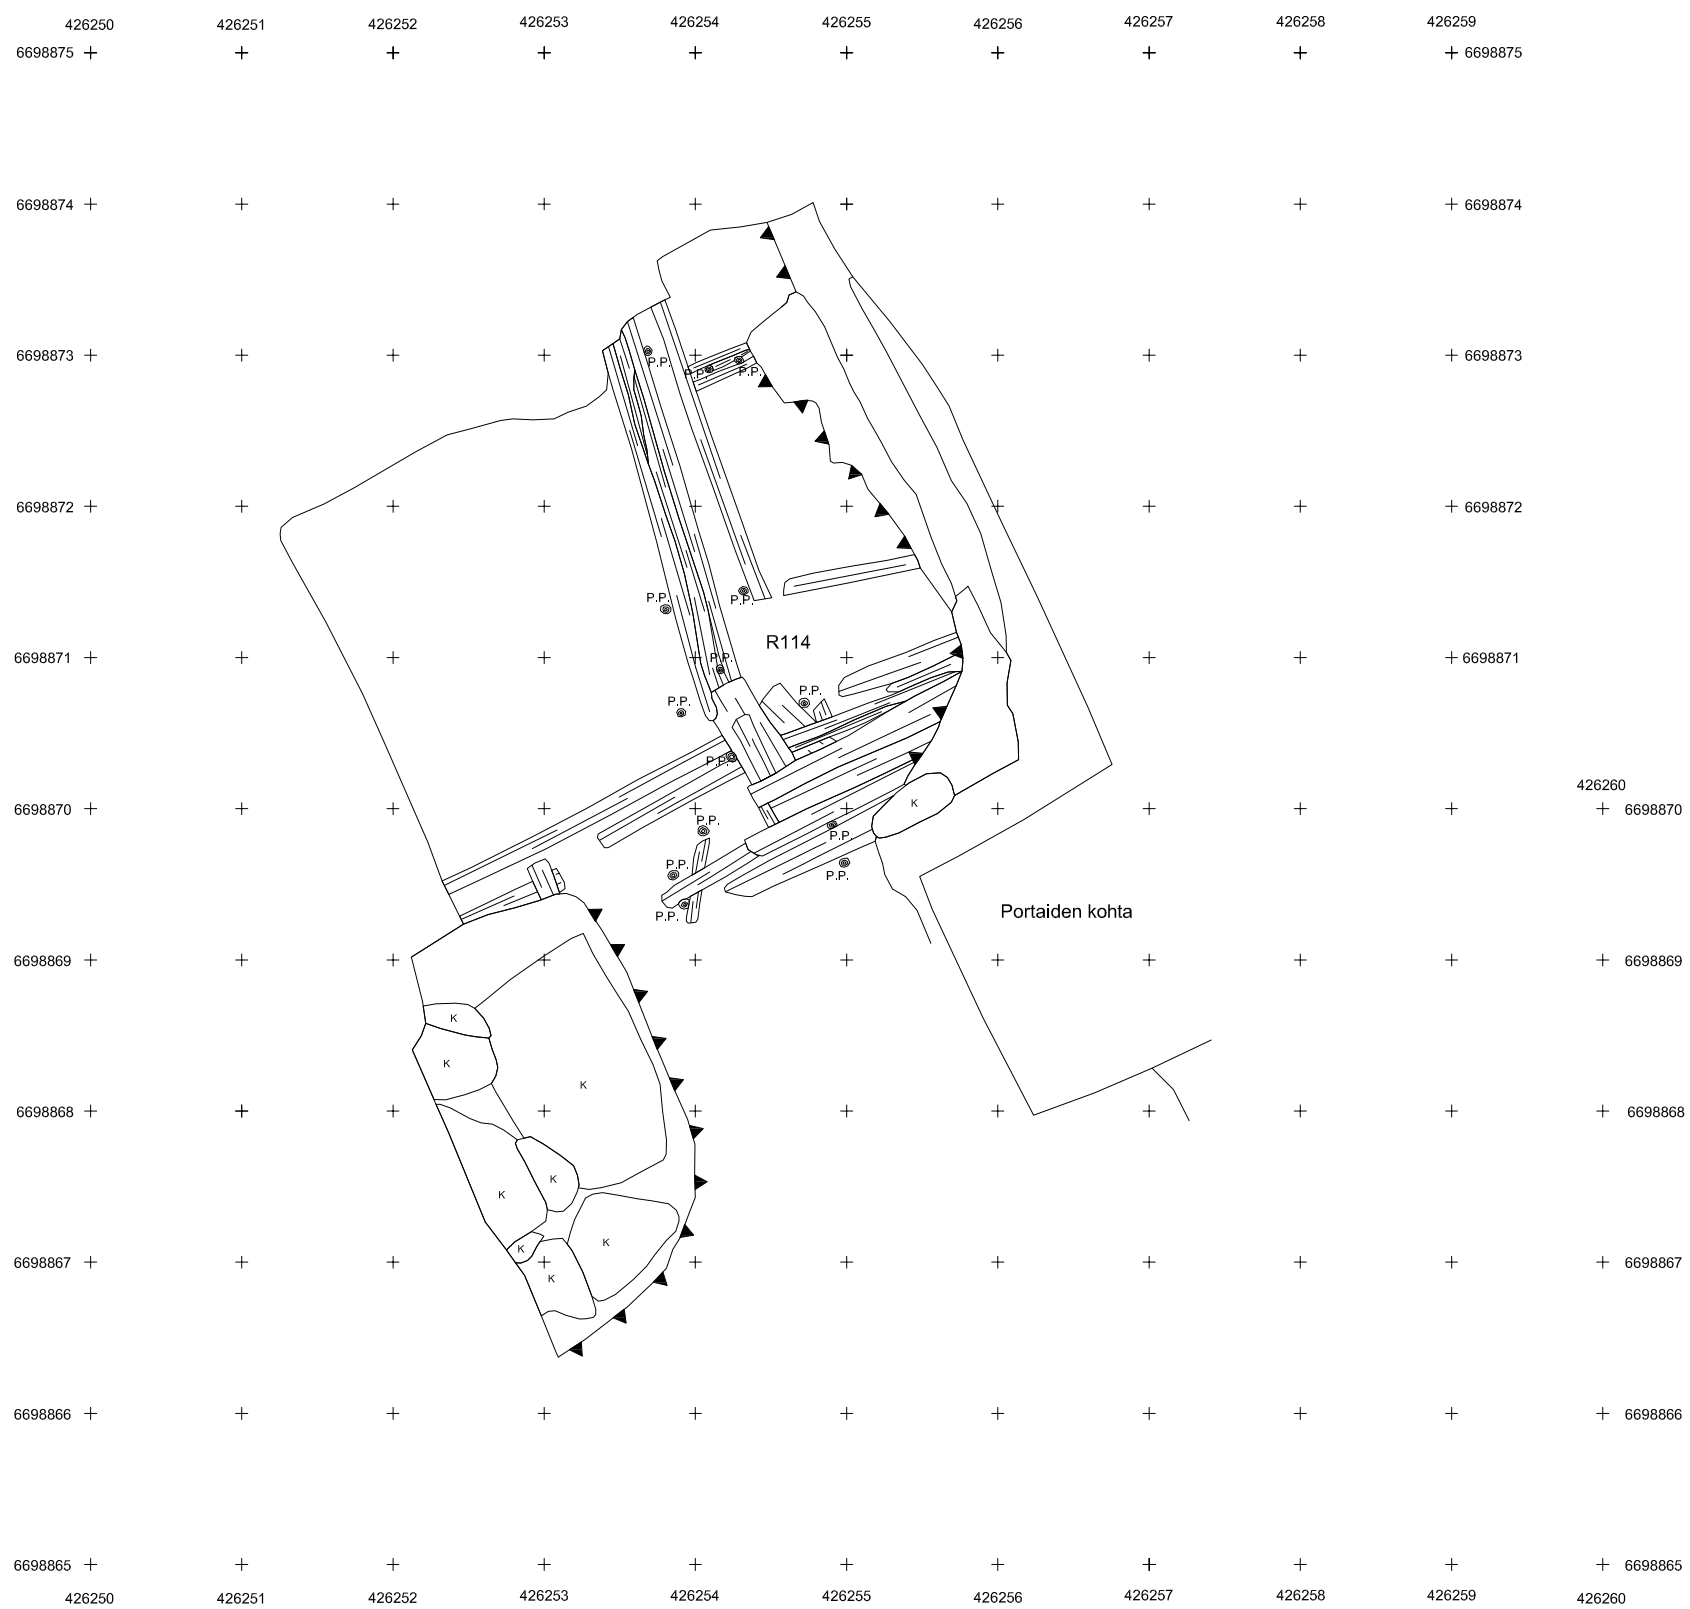 426250 426251 426252 426253 426254 426255 426256 426257 426258 426259
6698875 6698875
6698874 6698874
6698873 6698873
P.P. P.P. P.P.
6698872 6698872
P.P. P.P.
R114
6698871 P.P. 6698871
P.P. P.P.
P.P.
426260
K
6698870 6698870
P.P. P.P.
P.P. P.P.
P.P. Portaiden kohta
6698869 6698869
K
K
K
6698868 6698868
K
K
K
K
6698867 6698867
K
6698866 6698866
6698865 6698865
426250 426251 426252 426253 426254 426255 426256 426257 426258 426259 426260